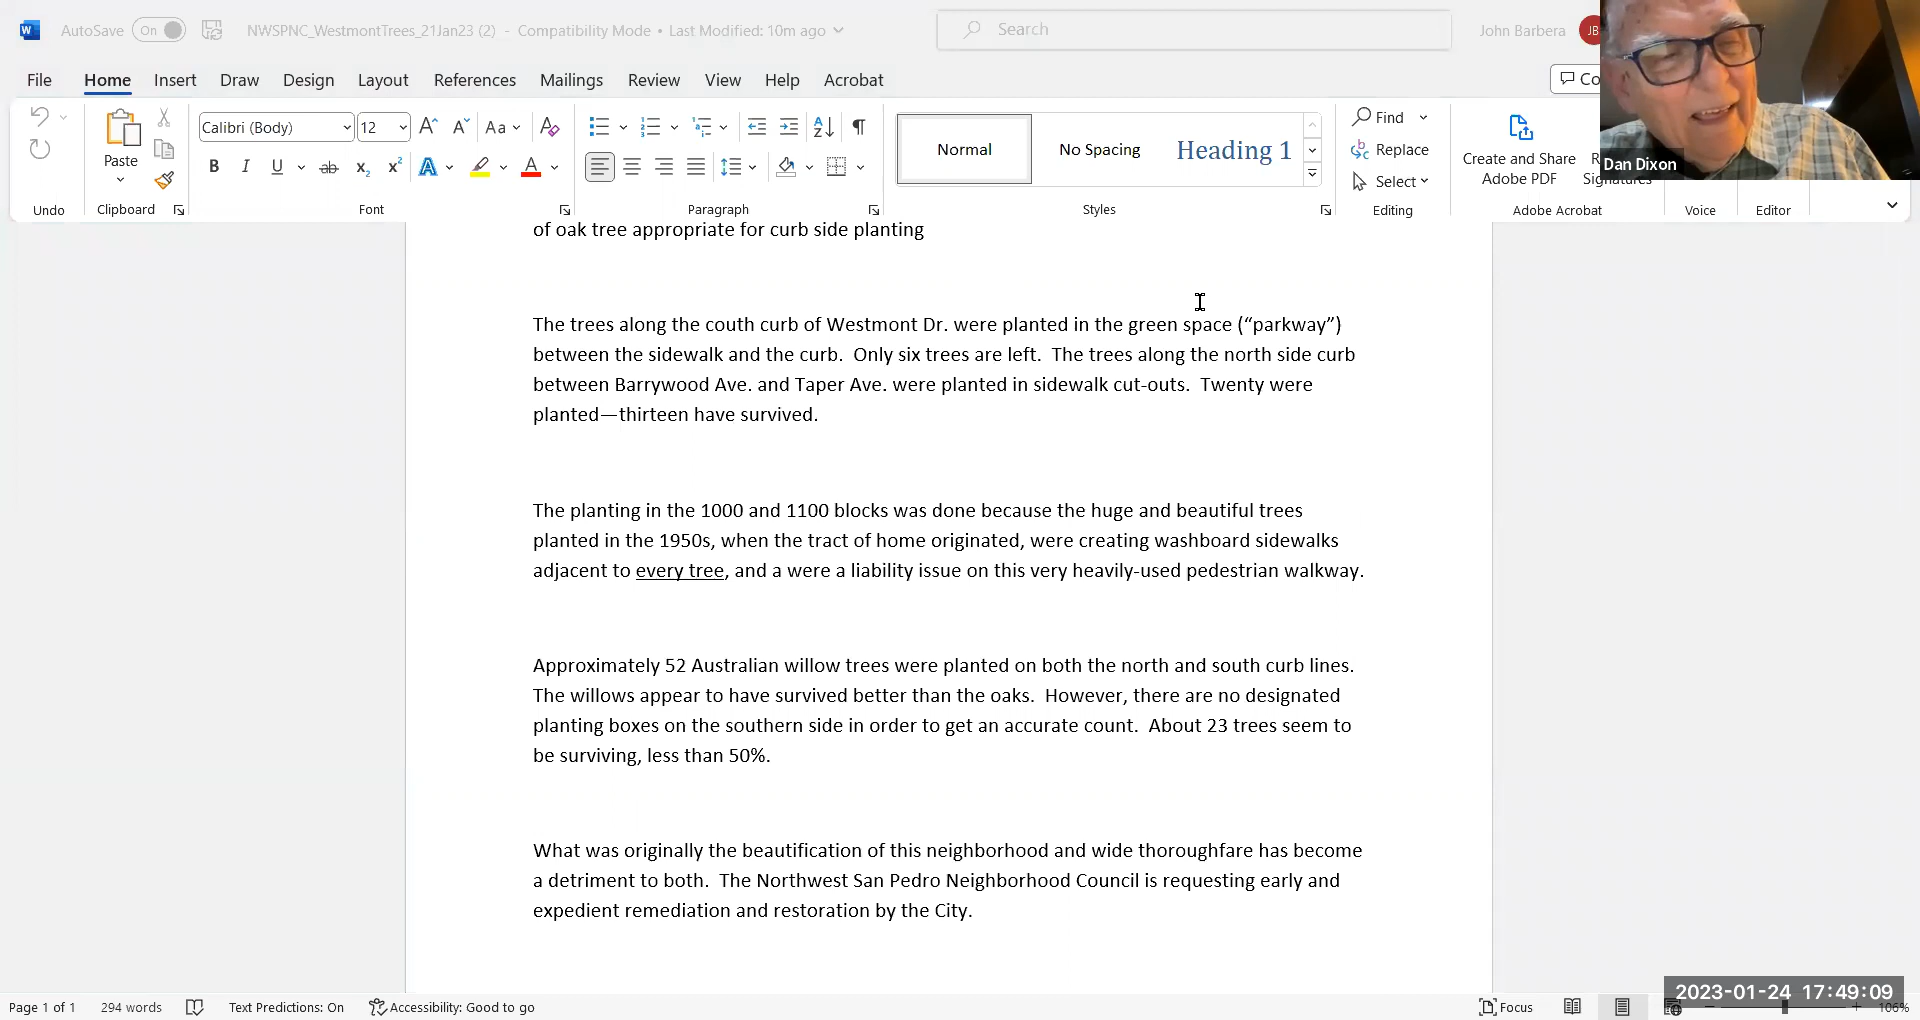 AutoSave On NWSPNC_WestmontTrees_21Jan23 (2) - Compatibility Mode • Last Modified: 10m ago Search John Barbera JB
File Home Insert Draw Design Layout References Mailings Review View Help Acrobat Co
Calibri (Body) 12 Aa Find
Paste Normal No Spacing Heading 1 Replace Create and Share Adobe PDF
B I U ab x₂ x² A A Select Signatures
Undo Clipboard Font Paragraph Styles Editing Adobe Acrobat Voice Editor
Dan Dixon
of oak tree appropriate for curb side planting
The trees along the couth curb of Westmont Dr. were planted in the green space (“parkway”)
between the sidewalk and the curb.  Only six trees are left.  The trees along the north side curb
between Barrywood Ave. and Taper Ave. were planted in sidewalk cut-outs.  Twenty were
planted—thirteen have survived.
The planting in the 1000 and 1100 blocks was done because the huge and beautiful trees
planted in the 1950s, when the tract of home originated, were creating washboard sidewalks
adjacent to every tree, and a were a liability issue on this very heavily-used pedestrian walkway.
Approximately 52 Australian willow trees were planted on both the north and south curb lines.
The willows appear to have survived better than the oaks.  However, there are no designated
planting boxes on the southern side in order to get an accurate count.  About 23 trees seem to
be surviving, less than 50%.
What was originally the beautification of this neighborhood and wide thoroughfare has become
a detriment to both.  The Northwest San Pedro Neighborhood Council is requesting early and
expedient remediation and restoration by the City.
2023-01-24 17:49:09
Page 1 of 1 294 words Text Predictions: On Accessibility: Good to go Focus 106%